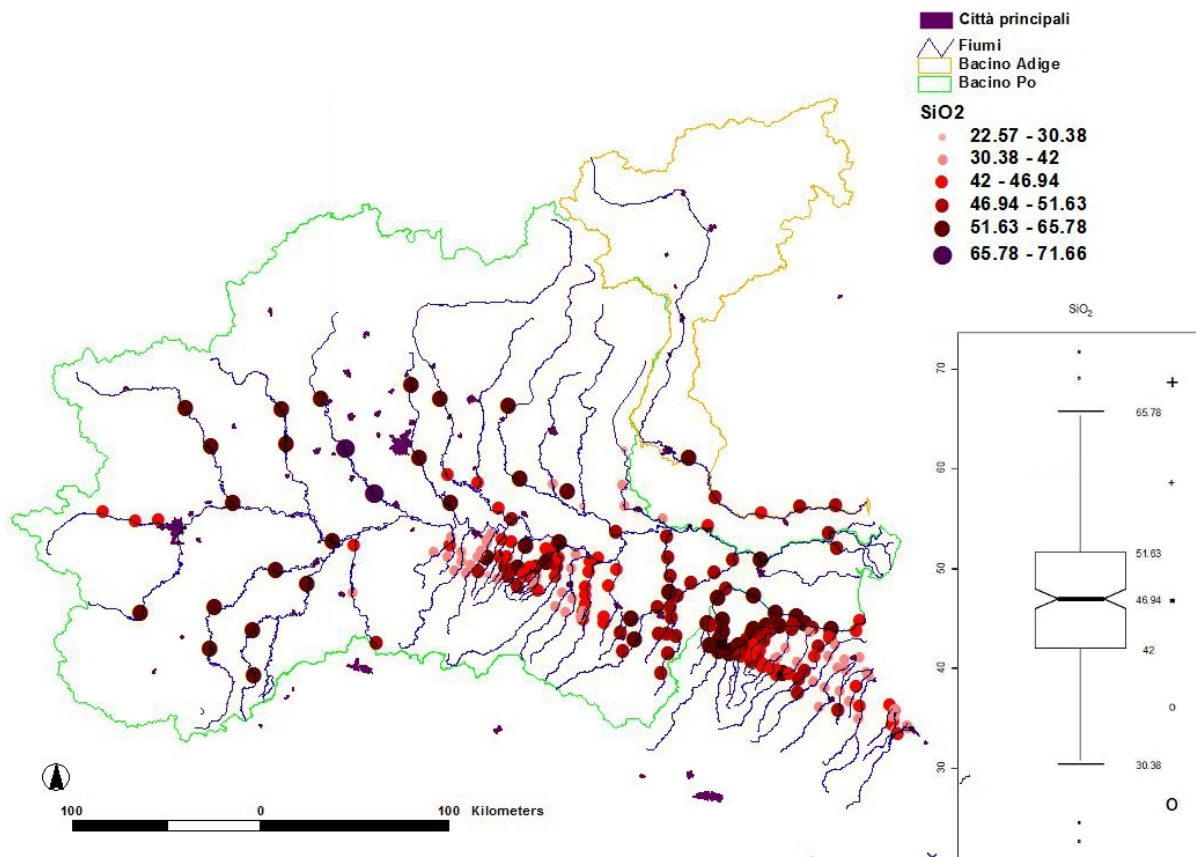 Città principali
Fiumi
Bacino Adige
Bacino Po
SiO2
22.57 - 30.38
30.38 - 42
42 - 46.94
46.94 - 51.63
51.63 - 65.78
65.78 - 71.66
SiO₂
70
60
50
40
30
65.78
51.63
46.94
42
30.38
100 0 100 Kilometers